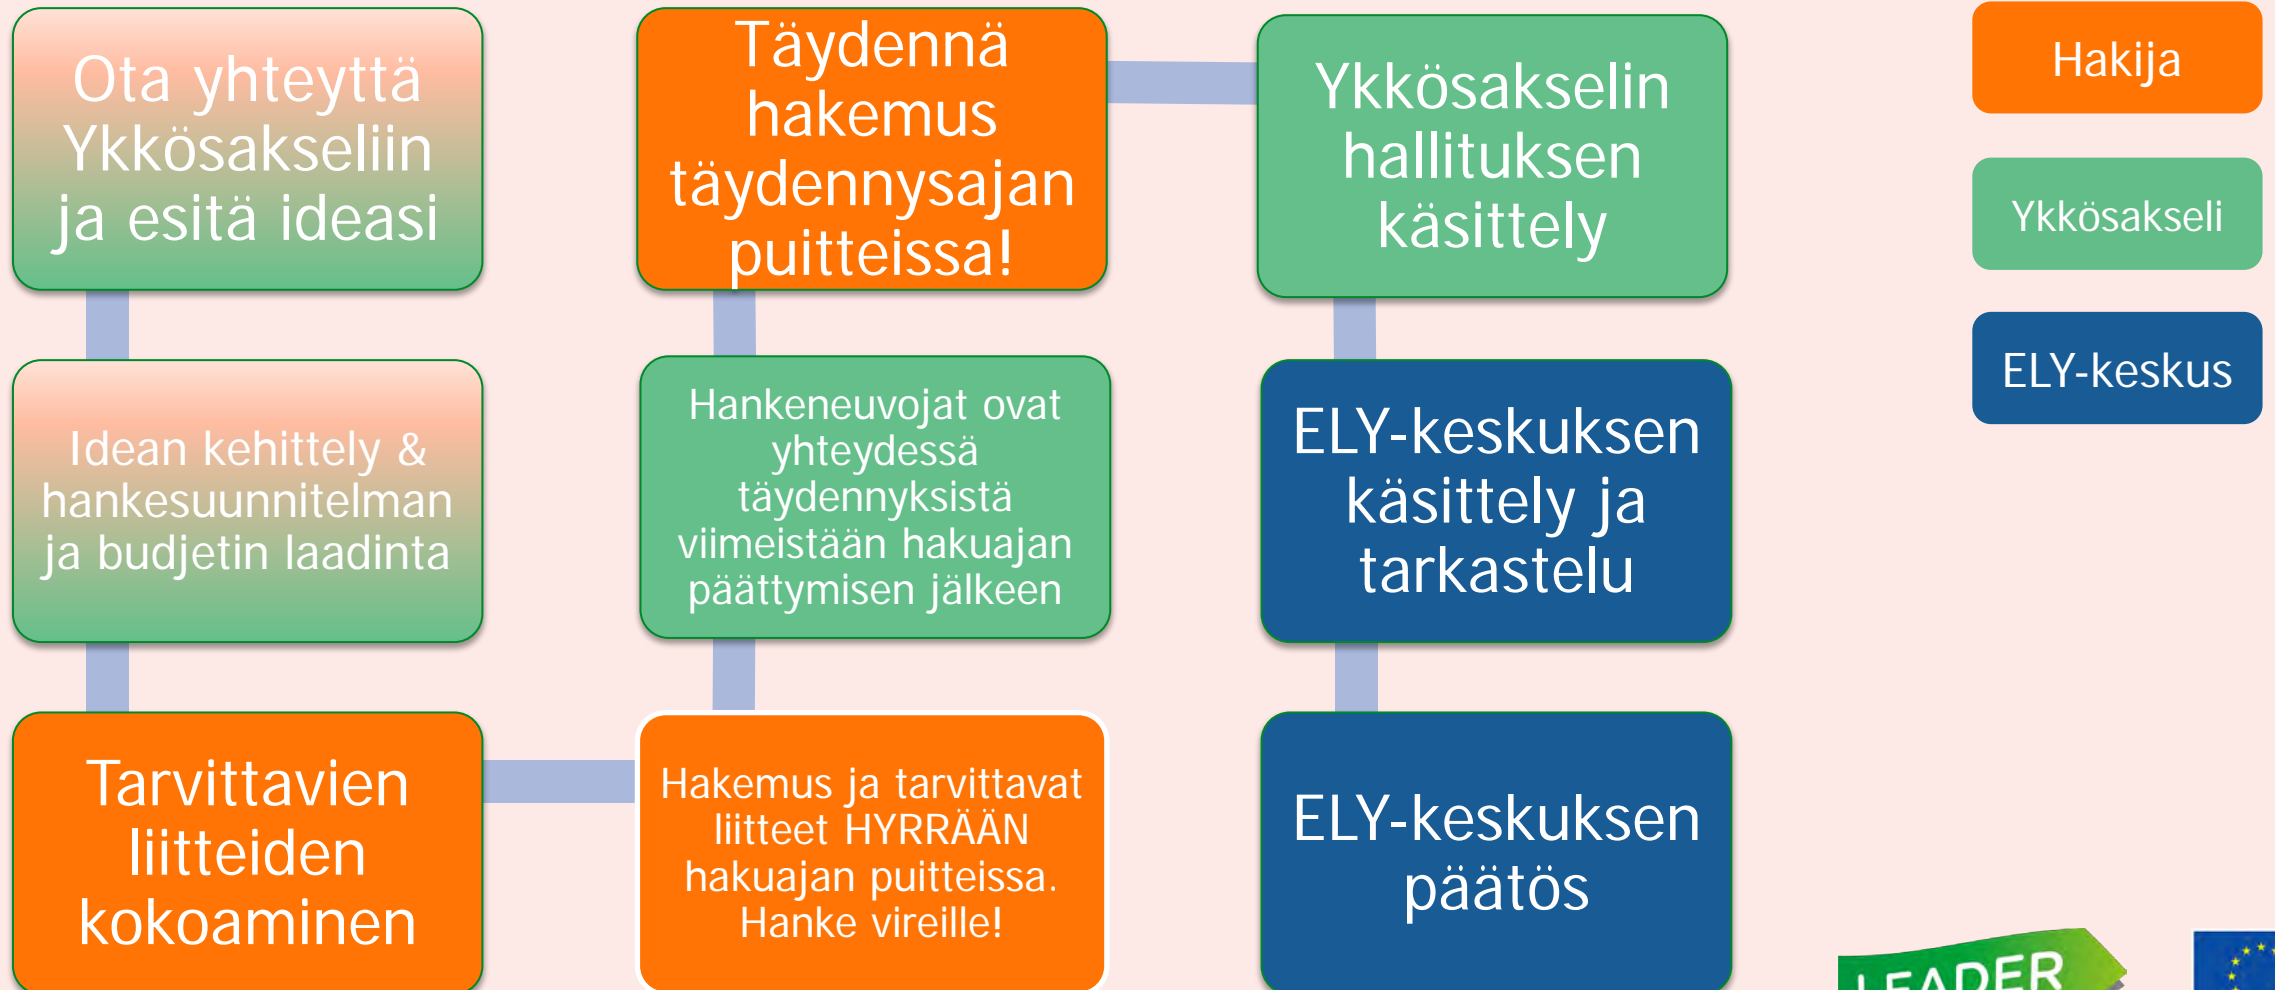 Ota yhteyttä
Ykkösakseliin
ja esitä ideasi
Idean kehittely &
hankesuunnitelman
ja budjetin laadinta
Tarvittavien
liitteiden
kokoaminen
Hakemus ja tarvittavat
liitteet HYRRÄÄN
hakuajan puitteissa.
Hanke vireille!
Hankeneuvojat ovat
yhteydessä
täydennyksistä
viimeistään hakuajan
päättymisen jälkeen
Täydennä
hakemus
täydennysajan
puitteissa!
Ykkösakselin
hallituksen
käsittely
ELY-keskuksen
käsittely ja
tarkastelu
ELY-keskuksen
päätös
Hakija
Ykkösakseli
ELY-keskus
LEADER